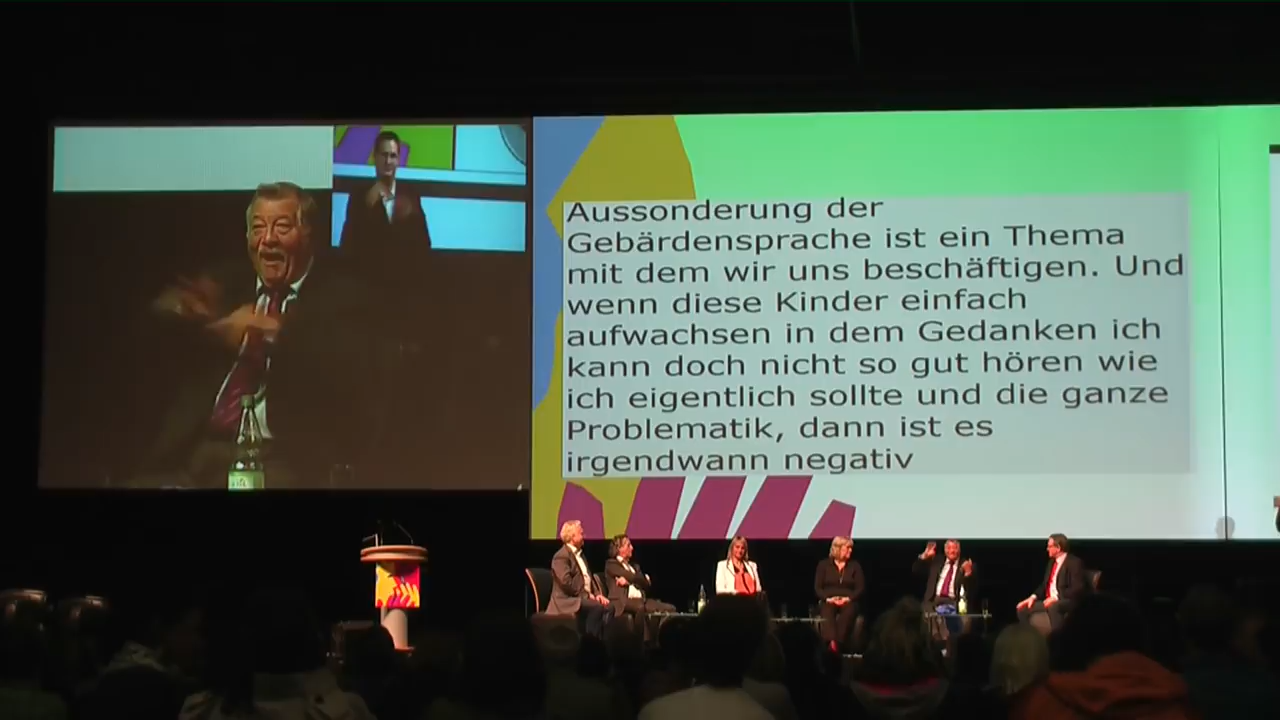 Aussonderung der
Gebärdensprache ist ein Thema
mit dem wir uns beschäftigen. Und
wenn diese Kinder einfach
aufwachsen in dem Gedanken ich
kann doch nicht so gut hören wie
ich eigentlich sollte und die ganze
Problematik, dann ist es
irgendwann negativ